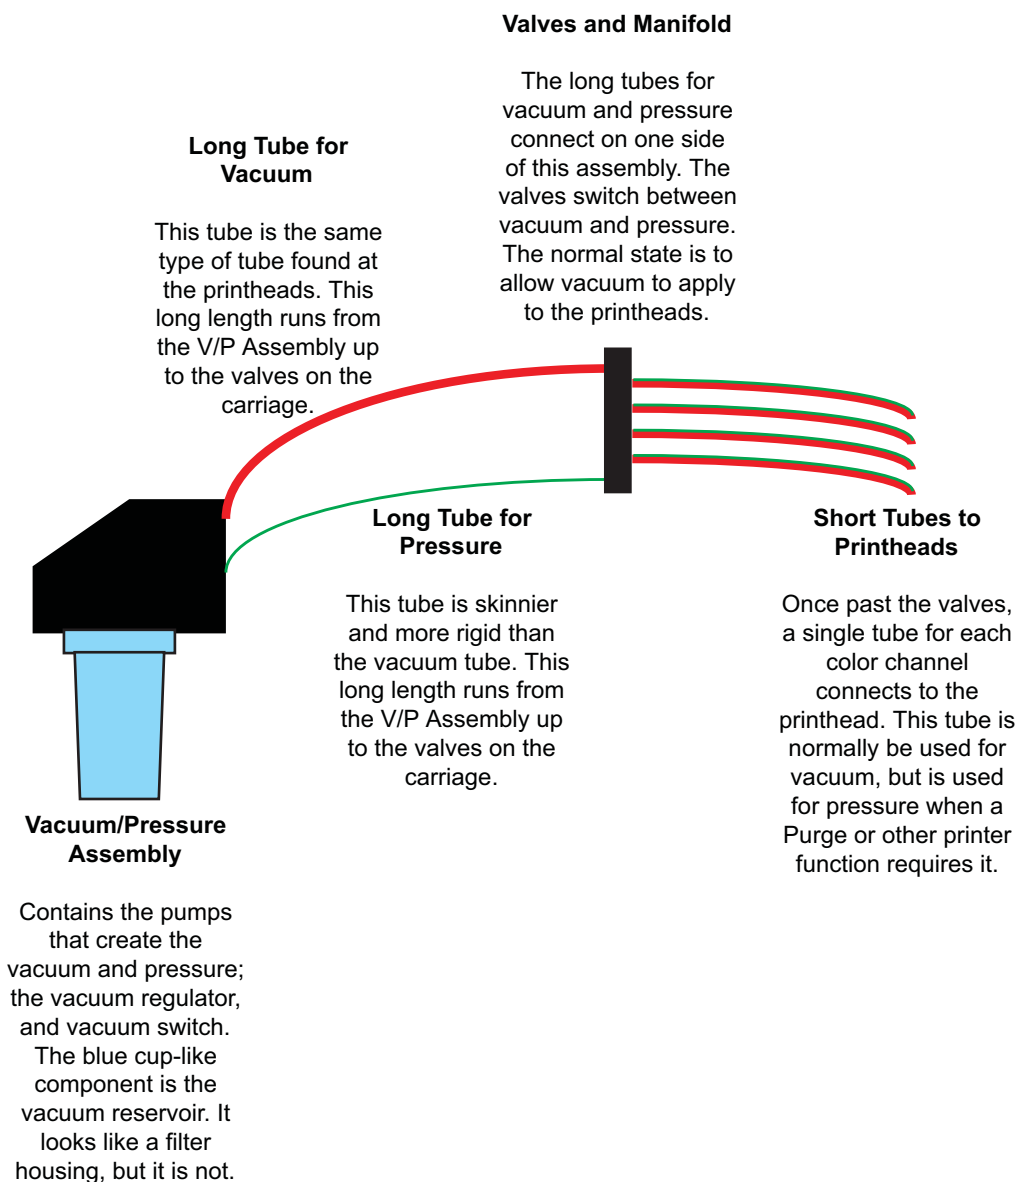 Valves and Manifold
The long tubes for
vacuum and pressure
connect on one side
of this assembly. The
valves switch between
vacuum and pressure.
The normal state is to
allow vacuum to apply
to the printheads.
Long Tube for
Vacuum
This tube is the same
type of tube found at
the printheads. This
long length runs from
the V/P Assembly up
to the valves on the
carriage.
Long Tube for
Pressure
This tube is skinnier
and more rigid than
the vacuum tube. This
long length runs from
the V/P Assembly up
to the valves on the
carriage.
Short Tubes to
Printheads
Once past the valves,
a single tube for each
color channel
connects to the
printhead. This tube is
normally be used for
vacuum, but is used
for pressure when a
Purge or other printer
function requires it.
Vacuum/Pressure
Assembly
Contains the pumps
that create the
vacuum and pressure;
the vacuum regulator,
and vacuum switch.
The blue cup-like
component is the
vacuum reservoir. It
looks like a filter
housing, but it is not.